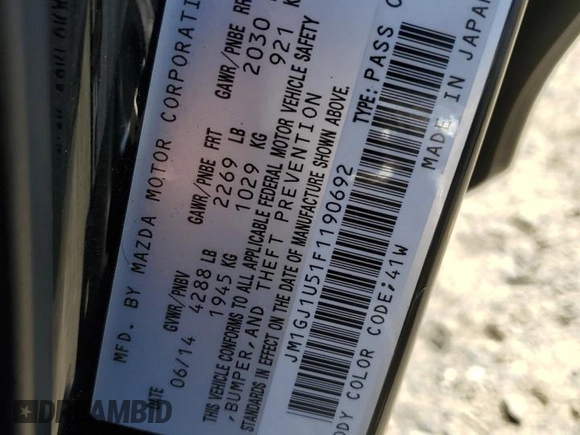 MFD. BY MAZDA MOTOR CORPORATI
06/14
GVWR/PNBV
4288 LB
1945 KG
GAWR/PNBE FRT
2269 LB
1029 KG
GAWR/PNBE RR
2030
921 K
THIS VEHICLE CONFORMS TO ALL APPLICABLE FEDERAL MOTOR VEHICLE SAFETY
,BUMPER,AND THEFT PREVENTION
STANDARDS IN EFFECT ON THE DATE OF MANUFACTURE SHOWN ABOVE.
JM1GJ1U51F1190692
TYPE: PASS C
ODY COLOR CODE;41W
MADE IN JAPAN
DREAMBID